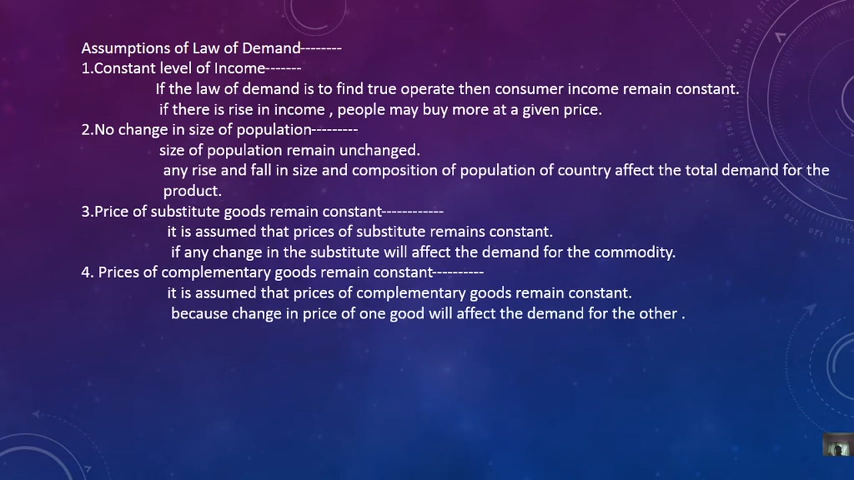 Assumptions of Law of Demand--------
1.Constant level of Income-------
If the law of demand is to find true operate then consumer income remain constant.
if there is rise in income , people may buy more at a given price.
2.No change in size of population---------
size of population remain unchanged.
any rise and fall in size and composition of population of country affect the total demand for the
product.
3.Price of substitute goods remain constant------------
it is assumed that prices of substitute remains constant.
if any change in the substitute will affect the demand for the commodity.
4. Prices of complementary goods remain constant----------
it is assumed that prices of complementary goods remain constant.
because change in price of one good will affect the demand for the other .